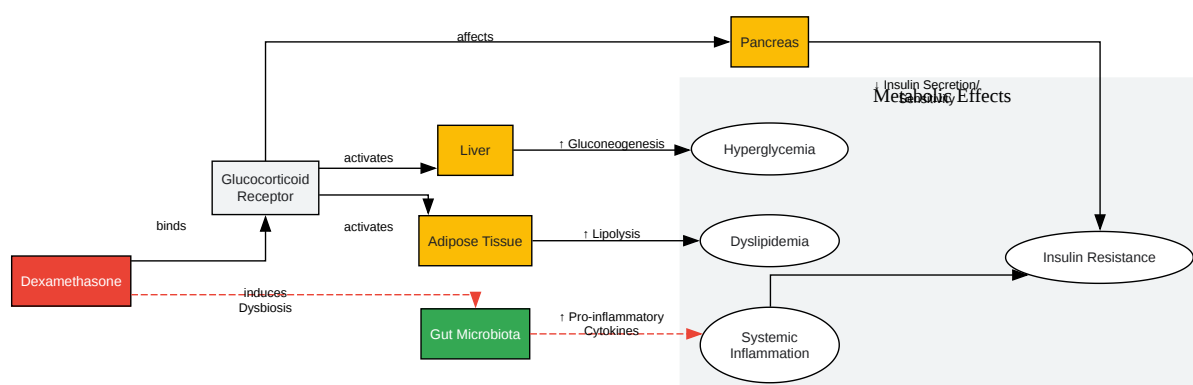 affects
Pancreas
↓ Insulin Secretion/
Sensitivity
Metabolic Effects
Liver
↑ Gluconeogenesis
Hyperglycemia
activates
Glucocorticoid
Receptor
binds
activates
Adipose Tissue
↑ Lipolysis
Dyslipidemia
Insulin Resistance
Dexamethasone
induces
Dysbiosis
Gut Microbiota
↑ Pro-inflammatory
Cytokines
Systemic
Inflammation